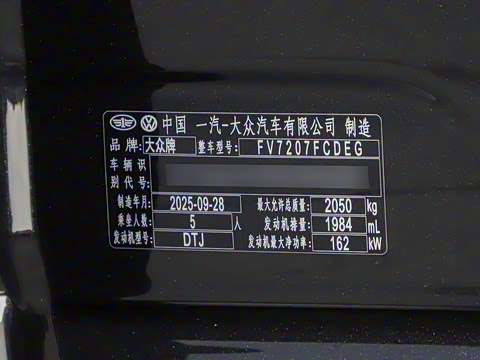 中国 一汽-大众汽车有限公司 制造
品牌: 大众牌 整车型号: FV7207FCDEG
车辆识
别代号:
制造年月: 2025-09-28 最大允许总质量: 2050 kg
乘坐人数: 5 人 发动机排量: 1984 mL
发动机型号: DTJ 发动机最大净功率: 162 kW